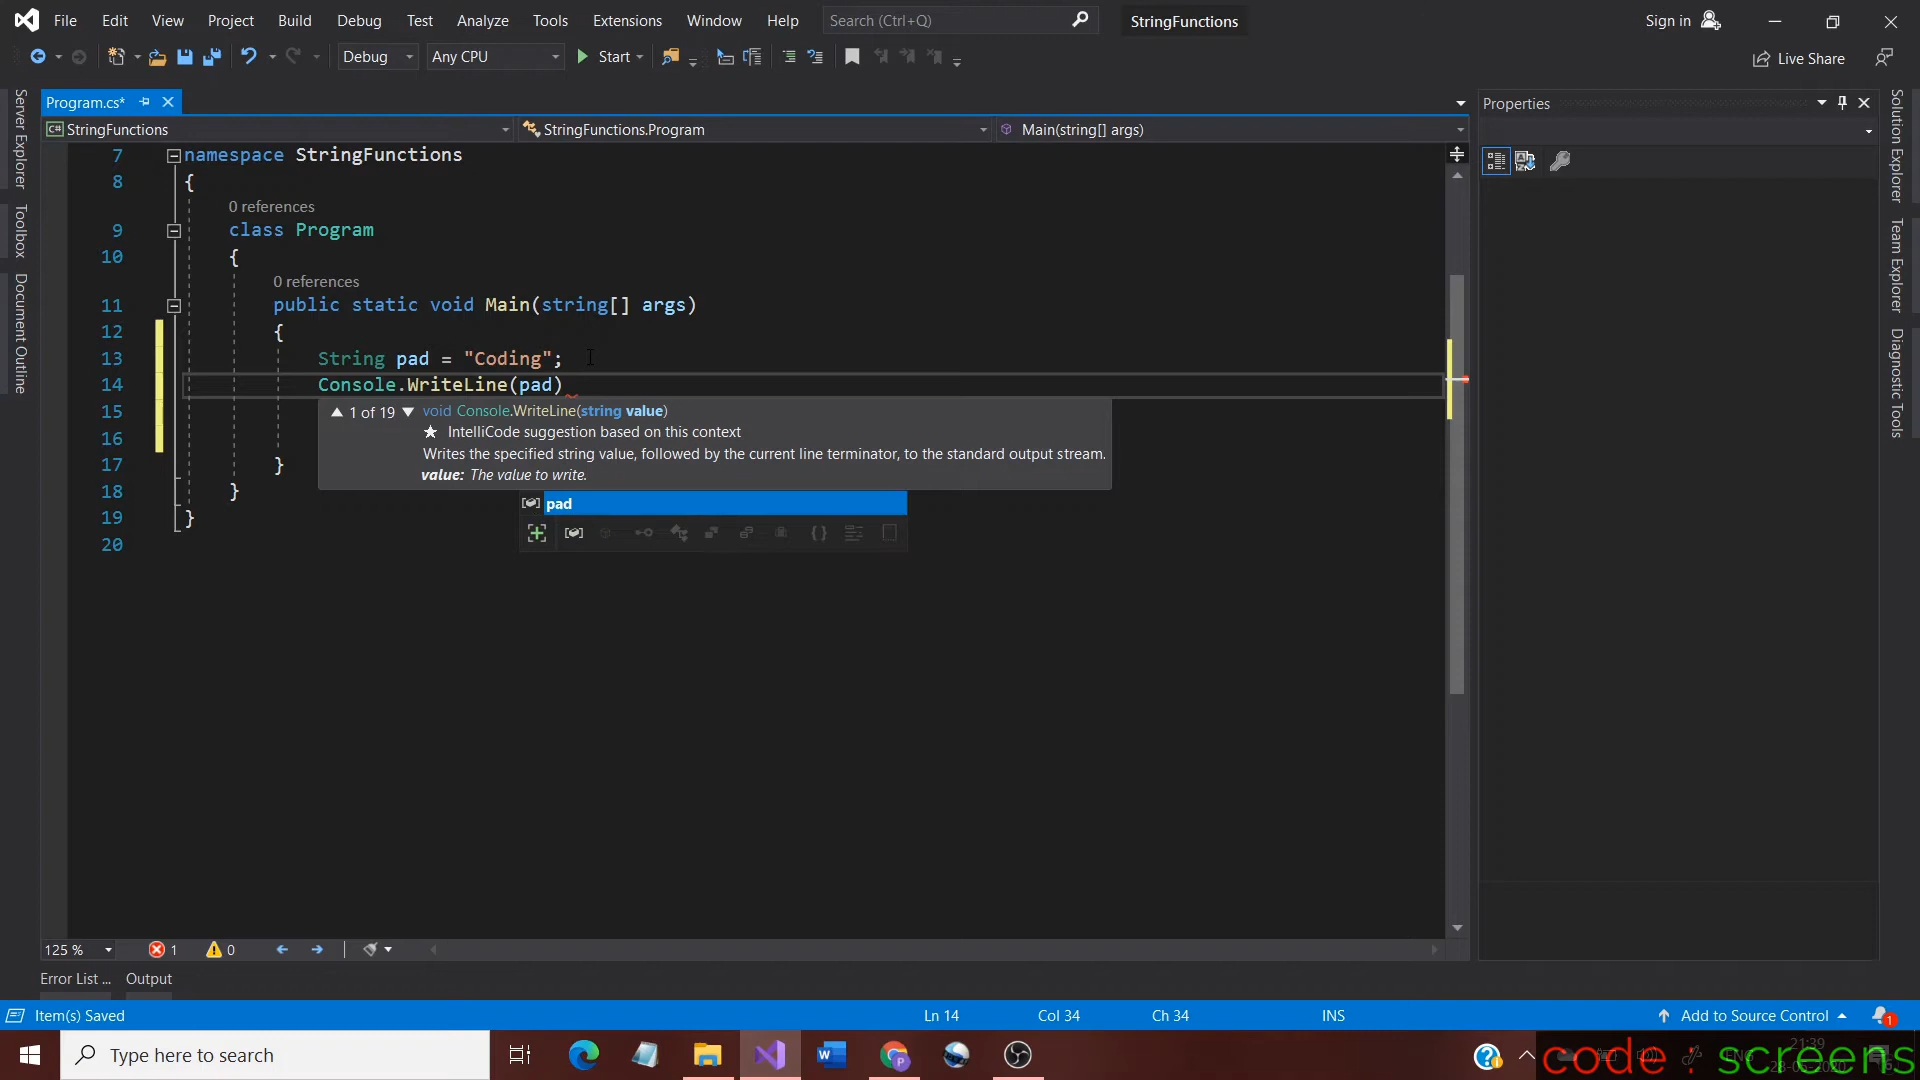 File Edit View Project Build Debug Test Analyze Tools Extensions Window Help Search (Ctrl+Q) StringFunctions Sign in
Debug Any CPU Start Live Share
Program.cs* Properties
StringFunctions StringFunctions.Program Main(string[] args)
Server Explorer
Toolbox
Document Outline
Solution Explorer
Team Explorer
Diagnostic Tools
7 namespace StringFunctions
8 {
0 references
9 class Program
10 {
0 references
11 public static void Main(string[] args)
12 {
13 String pad = "Coding";
14 Console.WriteLine(pad)
15 1 of 19 void Console.WriteLine(string value)
IntelliCode suggestion based on this context
16
Writes the specified string value, followed by the current line terminator, to the standard output stream.
17 }
value: The value to write.
18 }
pad
19 }
20
125 % 1 0
Error List ... Output
Item(s) Saved Ln 14 Col 34 Ch 34 INS Add to Source Control 1
Type here to search
21:39
code : screens